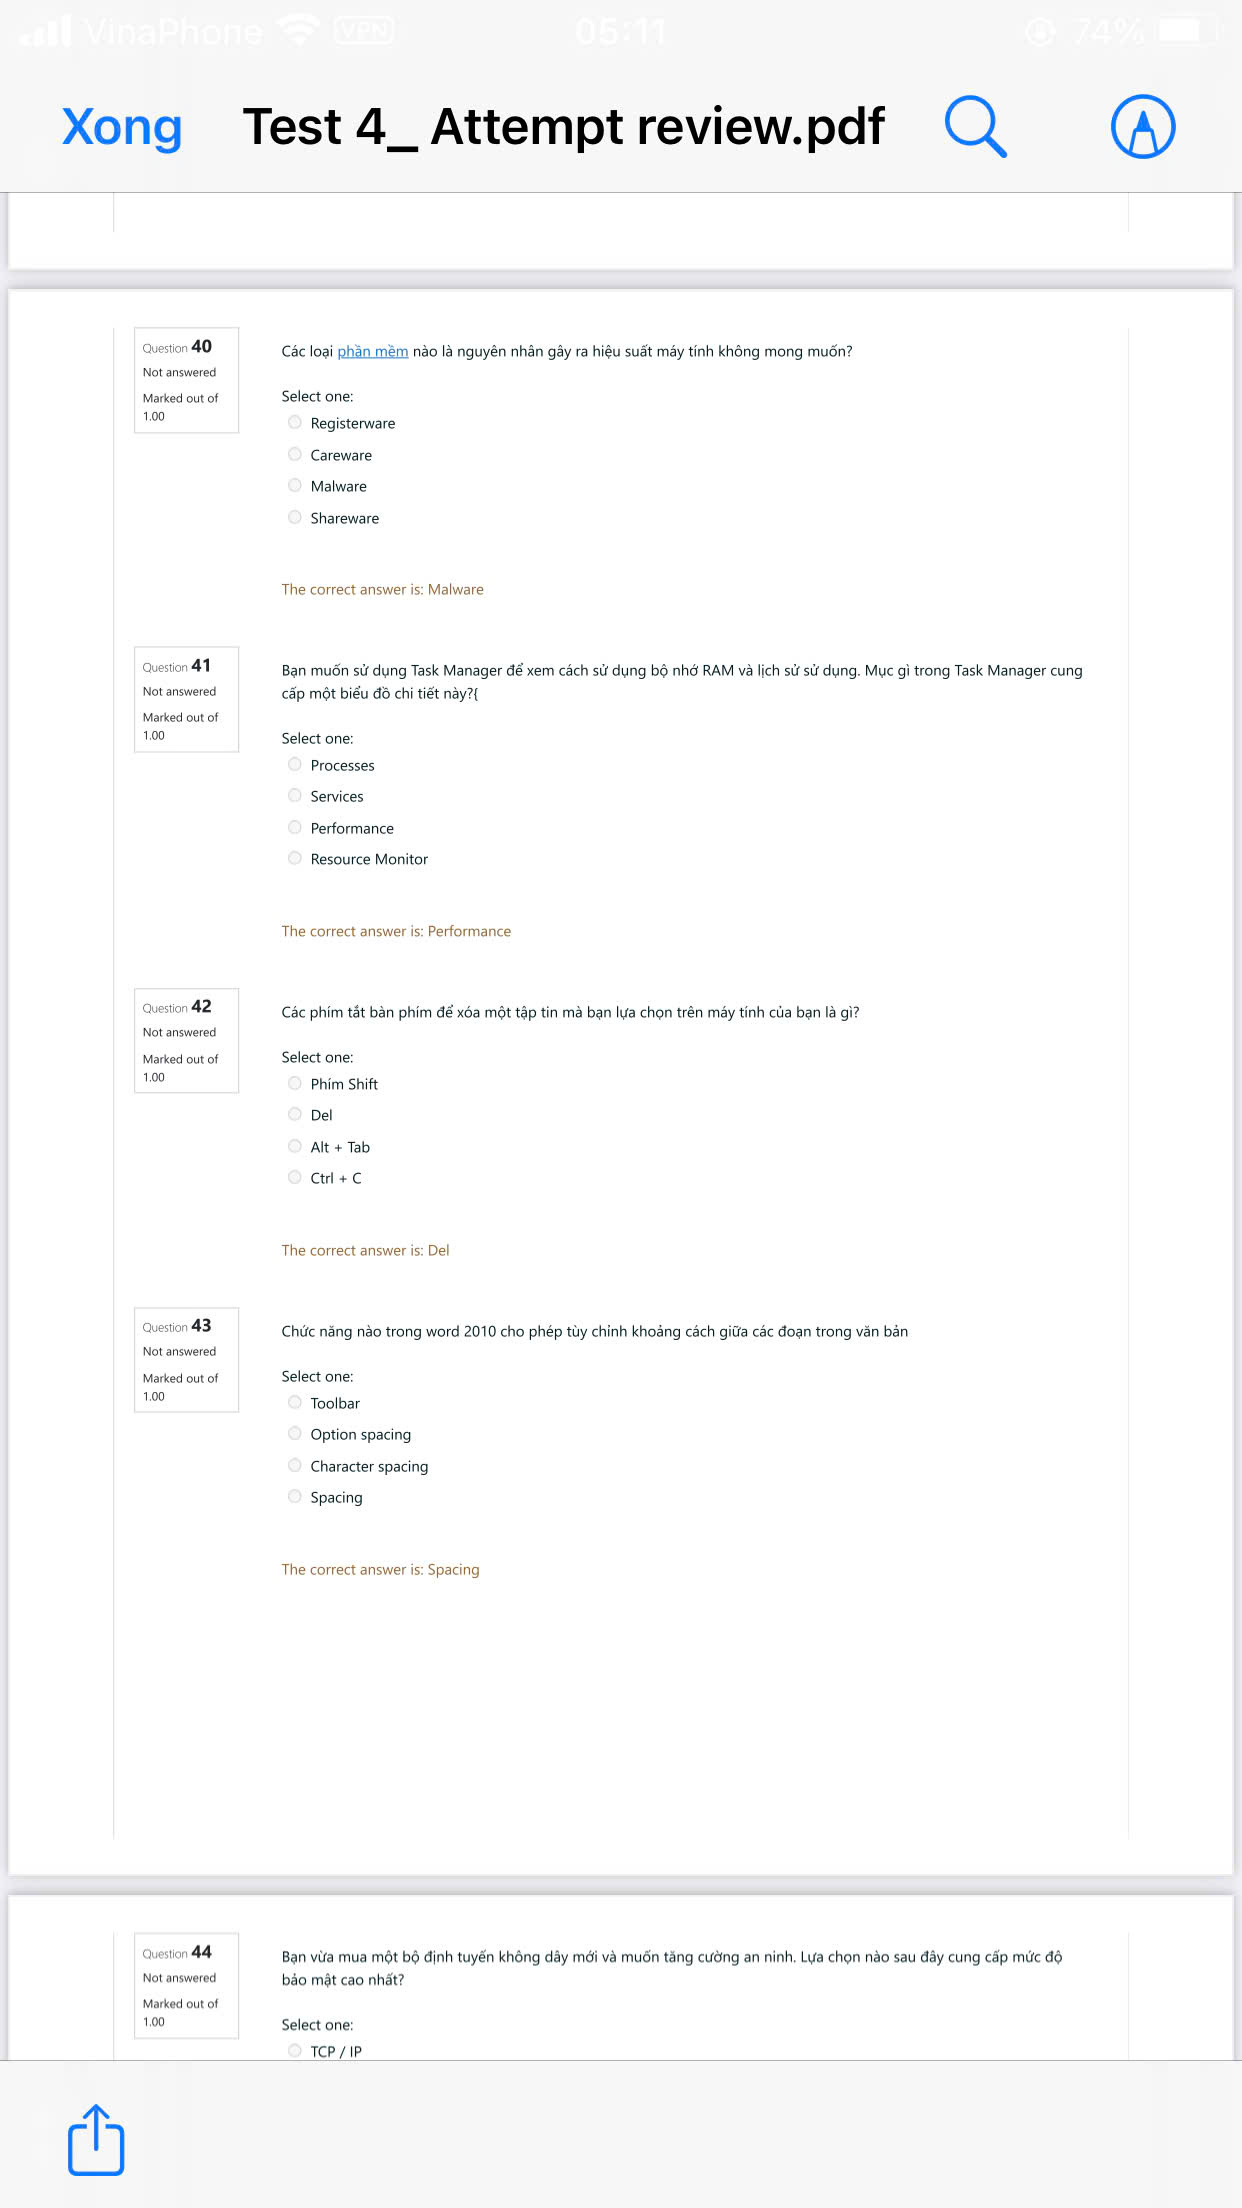 VinaPhone VPN 05:11 74%
Xong Test 4_ Attempt review.pdf
Question 40
Not answered
Marked out of
1.00
Các loại phần mềm nào là nguyên nhân gây ra hiệu suất máy tính không mong muốn?
Select one:
Registerware
Careware
Malware
Shareware
The correct answer is: Malware
Question 41
Not answered
Marked out of
1.00
Bạn muốn sử dụng Task Manager để xem cách sử dụng bộ nhớ RAM và lịch sử sử dụng. Mục gì trong Task Manager cung
cấp một biểu đồ chi tiết này?{
Select one:
Processes
Services
Performance
Resource Monitor
The correct answer is: Performance
Question 42
Not answered
Marked out of
1.00
Các phím tắt bàn phím để xóa một tập tin mà bạn lựa chọn trên máy tính của bạn là gì?
Select one:
Phím Shift
Del
Alt + Tab
Ctrl + C
The correct answer is: Del
Question 43
Not answered
Marked out of
1.00
Chức năng nào trong word 2010 cho phép tùy chỉnh khoảng cách giữa các đoạn trong văn bản
Select one:
Toolbar
Option spacing
Character spacing
Spacing
The correct answer is: Spacing
Question 44
Not answered
Marked out of
1.00
Bạn vừa mua một bộ định tuyến không dây mới và muốn tăng cường an ninh. Lựa chọn nào sau đây cung cấp mức độ
bảo mật cao nhất?
Select one:
TCP / IP